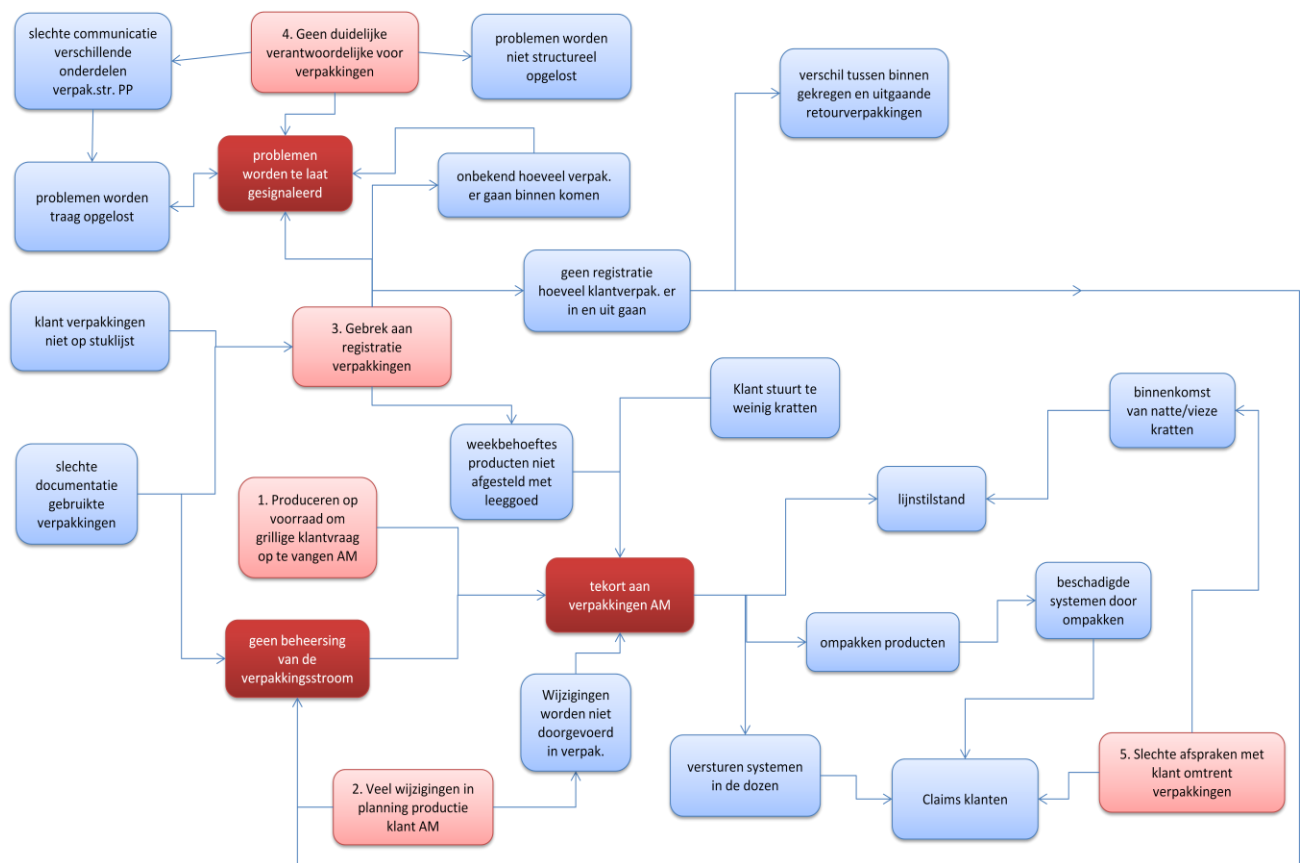 slechte communicatie
verschillende
onderdelen
verpak.str. PP
4. Geen duidelijke
verantwoordelijke voor
verpakkingen
problemen worden
niet structureel
opgelost
verschil tussen binnen
gekregen en uitgaande
retourverpakkingen
problemen
worden te laat
gesignaleerd
onbekend hoeveel verpak.
er gaan binnen komen
problemen worden
traag opgelost
geen registratie
hoeveel klantverpak. er
in en uit gaan
klant verpakkingen
niet op stuklijst
3. Gebrek aan
registratie
verpakkingen
Klant stuurt te
weinig kratten
binnenkomst
van natte/vieze
kratten
weekbehoeftes
producten niet
afgesteld met
leeggoed
slechte
documentatie
gebruikte
verpakkingen
1. Produceren op
voorraad om
grillige klantvraag
op te vangen AM
lijnstilstand
tekort aan
verpakkingen AM
beschadigde
systemen door
ompakken
ompakken producten
geen beheersing
van de
verpakkingsstroom
Wijzigingen
worden niet
doorgevoerd
in verpak.
versturen systemen
in de dozen
Claims klanten
5. Slechte afspraken met
klant omtrent
verpakkingen
2. Veel wijzigingen in
planning productie
klant AM